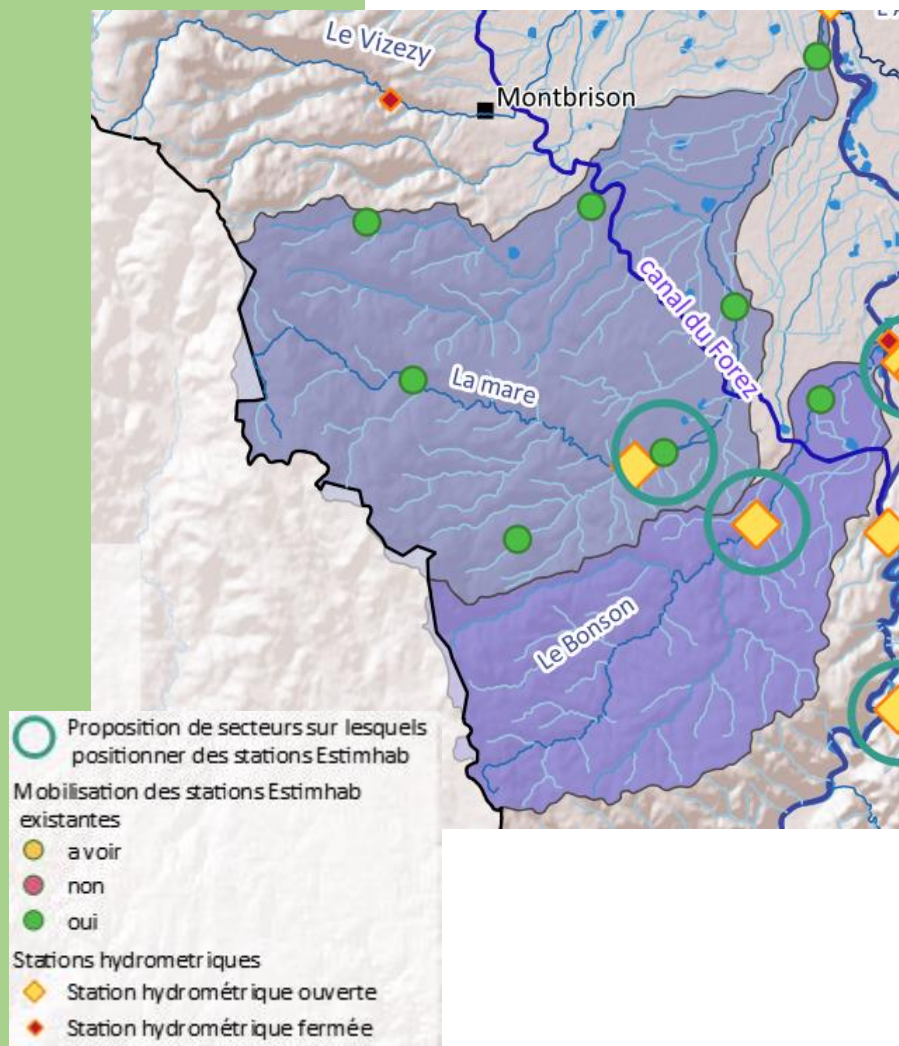 Le Vizezy
Montbrison
canal du Forez
La mare
Le Bonson
Proposition de secteurs sur lesquels
positionner des stations Estimhab
Mobilisation des stations Estimhab
existantes
a voir
non
oui
Stations hydrometriques
Station hydrométrique ouverte
Station hydrométrique fermée